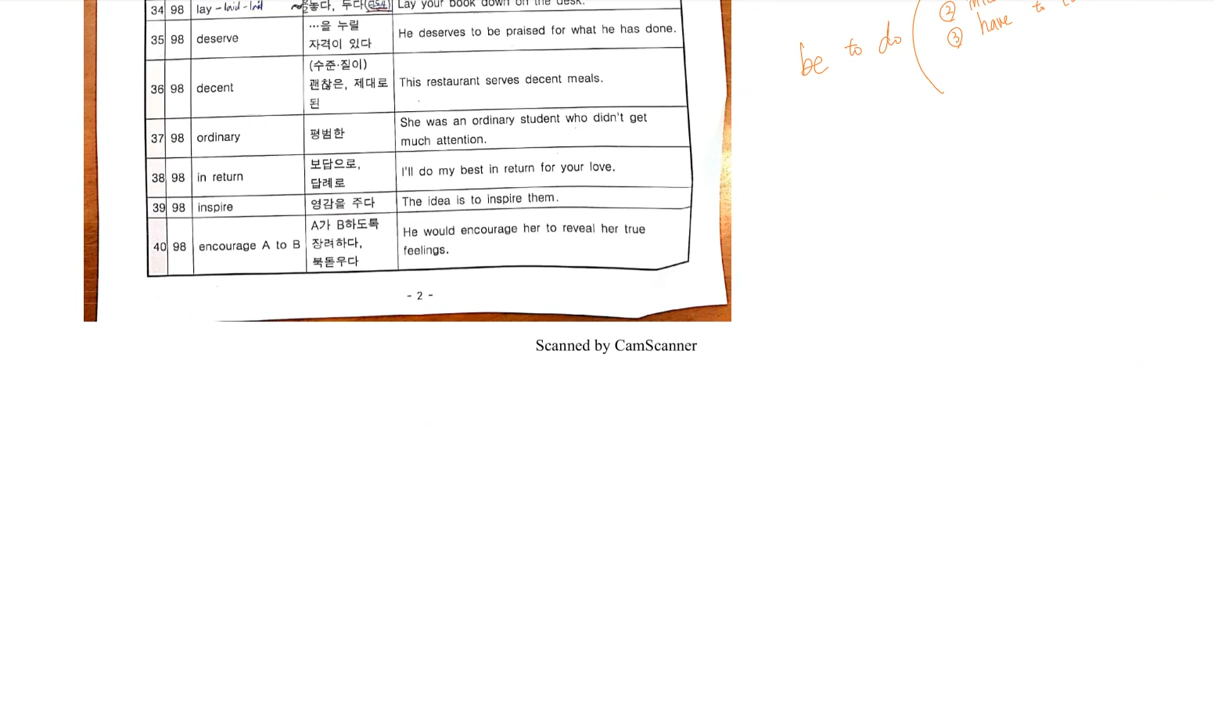 34 98 lay - laid - laid ~을 놓다, 두다(타동사) Lay your book down on the desk.
35 98 deserve …을 누릴 자격이 있다 He deserves to be praised for what he has done.
36 98 decent (수준·질이) 괜찮은, 제대로 된 This restaurant serves decent meals.
37 98 ordinary 평범한 She was an ordinary student who didn't get much attention.
38 98 in return 보답으로, 답례로 I'll do my best in return for your love.
39 98 inspire 영감을 주다 The idea is to inspire them.
40 98 encourage A to B A가 B하도록 장려하다, 북돋우다 He would encourage her to reveal her true feelings.
- 2 -
Scanned by CamScanner
be to do
②
③ have to